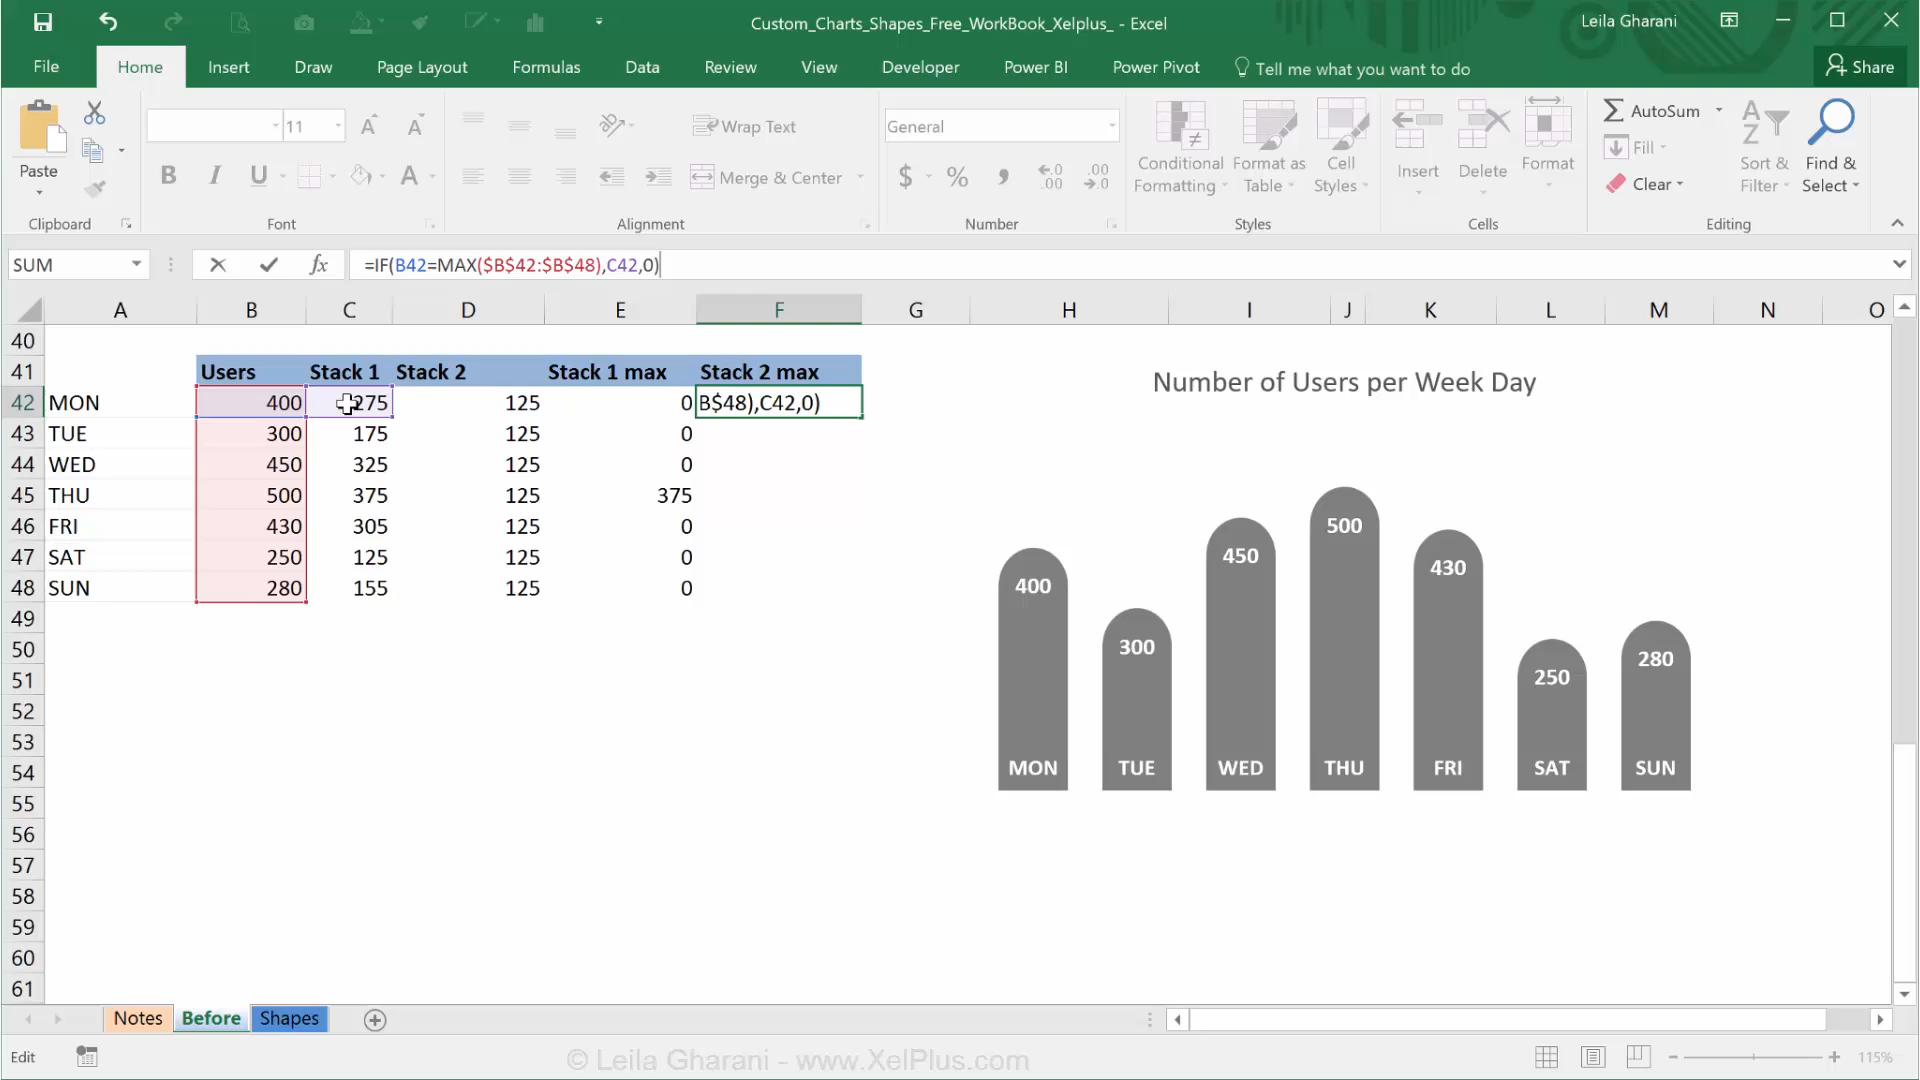 Custom_Charts_Shapes_Free_WorkBook_Xelplus_ - Excel
Leila Gharani
File Home Insert Draw Page Layout Formulas Data Review View Developer Power BI Power Pivot Tell me what you want to do Share
11 Wrap Text General AutoSum
Paste B I U Merge & Center $ % , Conditional Formatting Format as Table Cell Styles Insert Delete Format Fill Clear Sort & Filter Find & Select
Clipboard Font Alignment Number Styles Cells Editing
SUM fx =IF(B42=MAX($B$42:$B$48),C42,0)
A B C D E F G H I J K L M N O
40
41 Users Stack 1 Stack 2 Stack 1 max Stack 2 max
42 MON 400 275 125 0 B$48),C42,0)
43 TUE 300 175 125 0
44 WED 450 325 125 0
45 THU 500 375 125 375
46 FRI 430 305 125 0
47 SAT 250 125 125 0
48 SUN 280 155 125 0
49
50
51
52
53
54
55
56
57
58
59
60
61
Number of Users per Week Day
400 300 450 500 430 250 280
MON TUE WED THU FRI SAT SUN
Notes Before Shapes
Edit
© Leila Gharani - www.XelPlus.com
115%